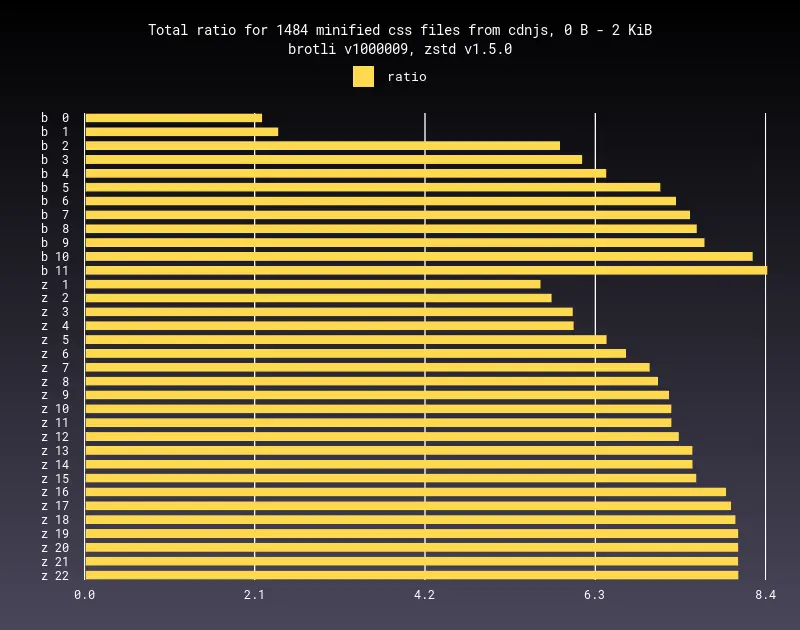 Total ratio for 1484 minified css files from cdnjs, 0 B - 2 KiB
brotli v1000009, zstd v1.5.0
ratio
b 0
b 1
b 2
b 3
b 4
b 5
b 6
b 7
b 8
b 9
b 10
b 11
z 1
z 2
z 3
z 4
z 5
z 6
z 7
z 8
z 9
z 10
z 11
z 12
z 13
z 14
z 15
z 16
z 17
z 18
z 19
z 20
z 21
z 22
0.0 2.1 4.2 6.3 8.4